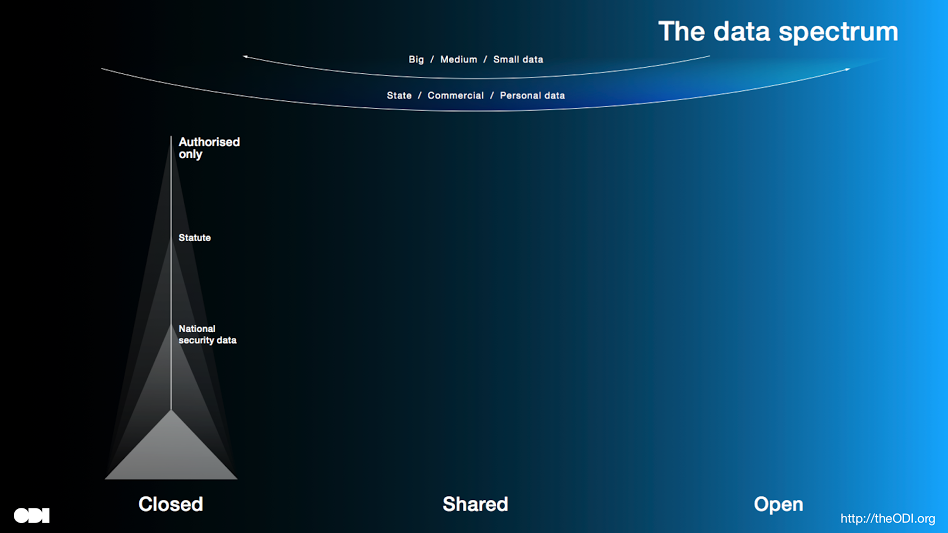 The data spectrum
Big / Medium / Small data
State / Commercial / Personal data
Authorised
only
Statute
National
security data
Closed
Shared
Open
ODI
http://theODI.org